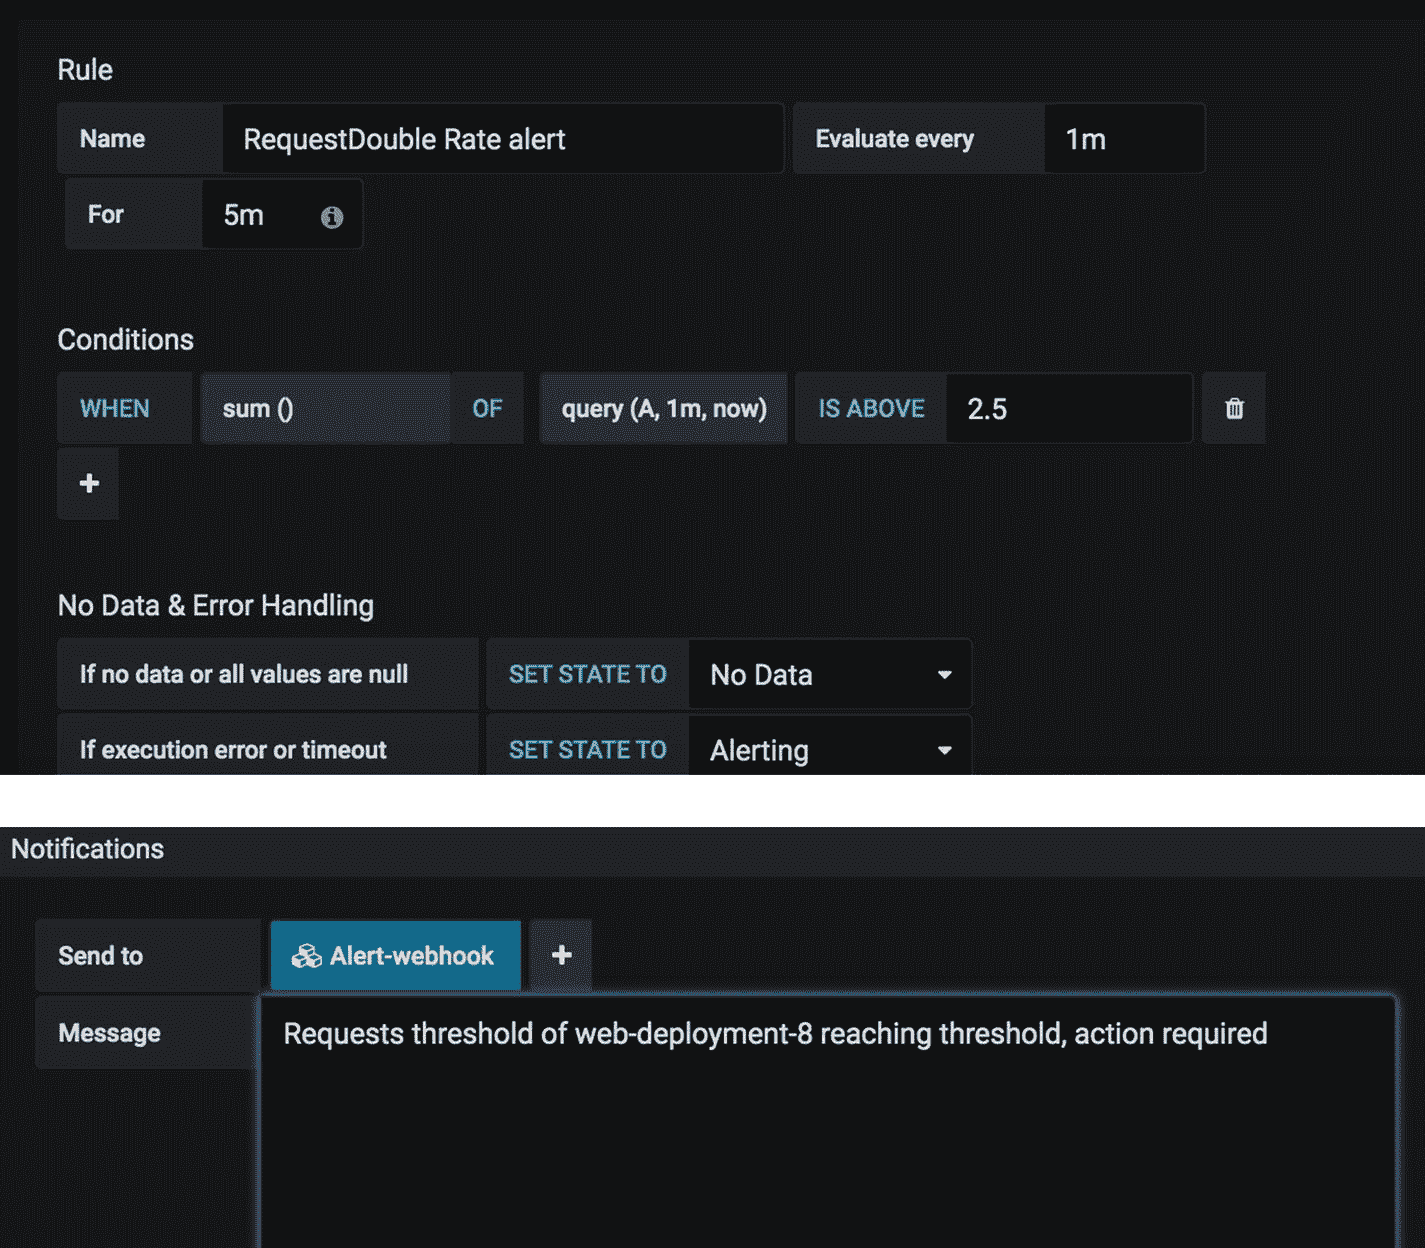 Rule
Name RequestDouble Rate alert Evaluate every 1m
For 5m
Conditions
WHEN sum () OF query (A, 1m, now) IS ABOVE 2.5
No Data & Error Handling
If no data or all values are null SET STATE TO No Data
If execution error or timeout SET STATE TO Alerting
Notifications
Send to Alert-webhook
Message Requests threshold of web-deployment-8 reaching threshold, action required